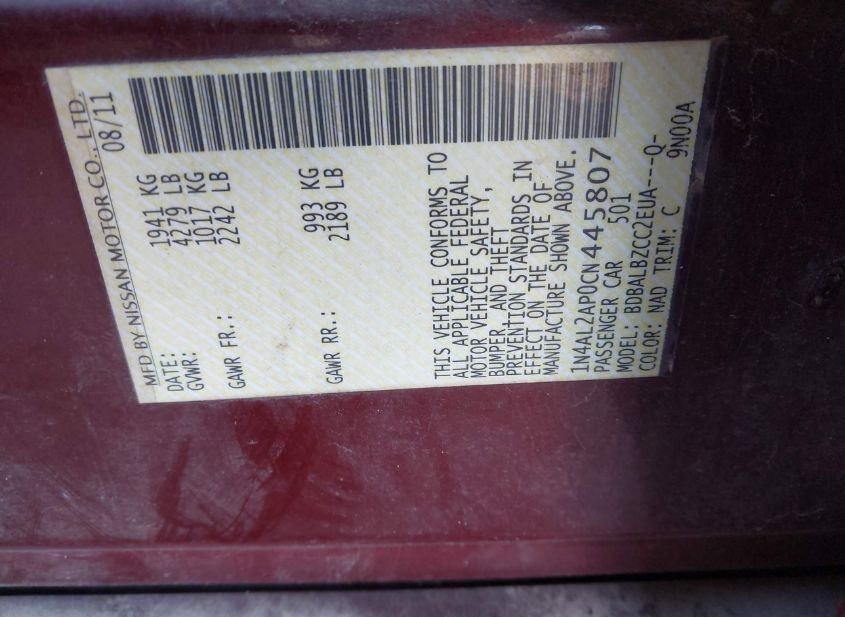 MFD BY NISSAN MOTOR CO., LTD.
DATE: 08/11
GVWR: 1941 KG
4279 LB
GAWR FR.: 1017 KG
2242 LB
GAWR RR.: 993 KG
2189 LB
THIS VEHICLE CONFORMS TO
ALL APPLICABLE FEDERAL
MOTOR VEHICLE SAFETY,
BUMPER, AND THEFT
PREVENTION STANDARDS IN
EFFECT ON THE DATE OF
MANUFACTURE SHOWN ABOVE.
1N4AL2AP0CN445807
PASSENGER CAR 501
MODEL: BDBALBZCC2EUA---Q-
COLOR: NAD TRIM: C 9N00A